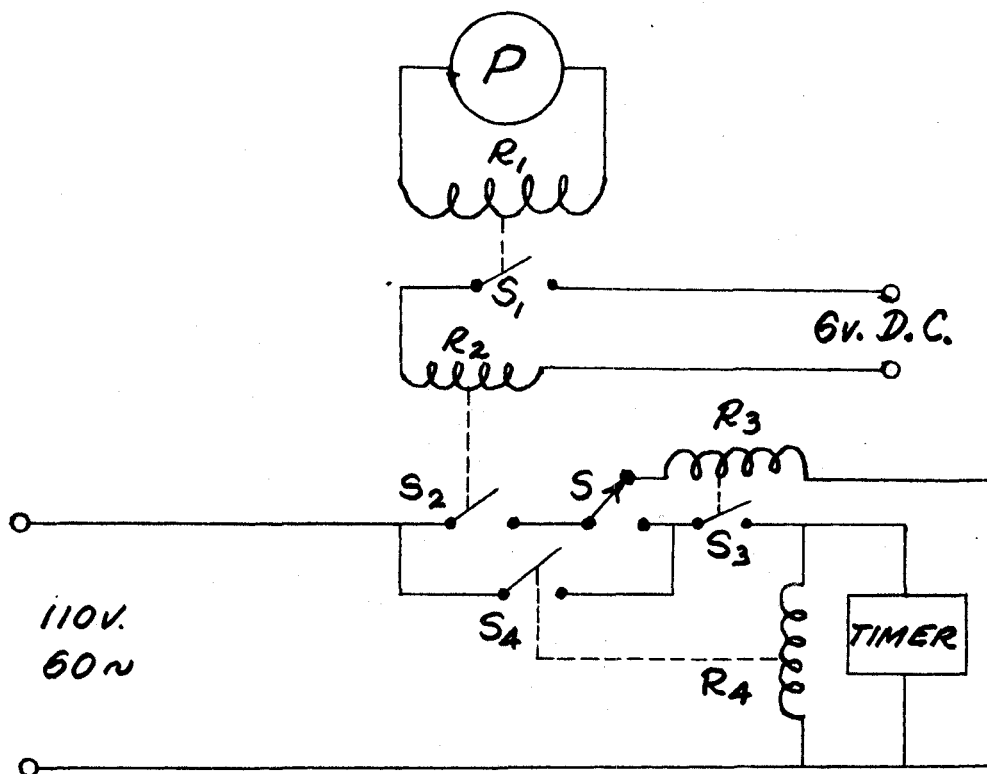 P
R1
S1
6v. D.C.
R2
R3
S2
S
S3
S4
110v.
60~
TIMER
R4